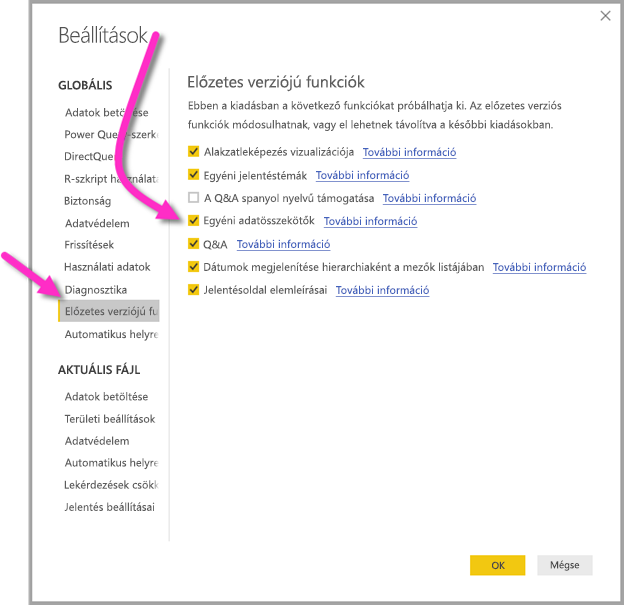 Beállítások
GLOBÁLIS
Adatok betöltése
Power Query-szerk
DirectQuery
R-szkript használata
Biztonság
Adatvédelem
Frissítések
Használati adatok
Diagnosztika
Előzetes verziójú fu
Automatikus helyre
AKTUÁLIS FÁJL
Adatok betöltése
Területi beállítások
Adatvédelem
Automatikus helyre
Lekérdezések csökk
Jelentés beállításai
Előzetes verziójú funkciók
Ebben a kiadásban a következő funkciókat próbálhatja ki. Az előzetes verziós
funkciók módosulhatnak, vagy el lehetnek távolítva a későbbi kiadásokban.
Alakzatleképezés vizualizációja További információ
Egyéni jelentéstémák További információ
A Q&A spanyol nyelvű támogatása További információ
Egyéni adatösszekötők További információ
Q&A További információ
Dátumok megjelenítése hierarchiaként a mezők listájában További információ
Jelentésoldal elemleírásai További információ
OK Mégse